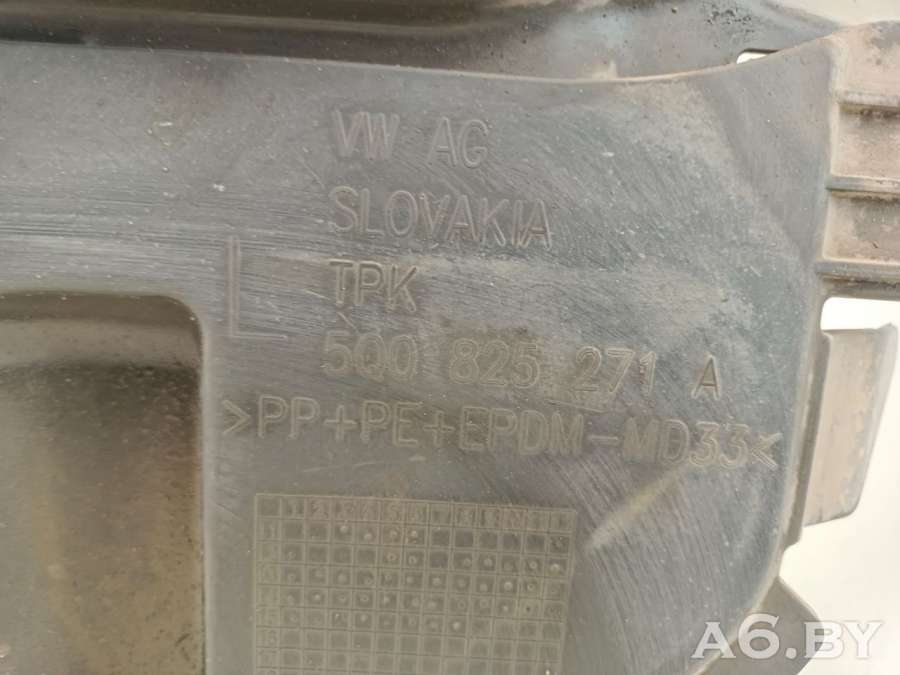 VW AG
SLOVAKIA
L TPK
5Q0 825 271 A
>PP+PE+EPDM-MD33<
A6.BY